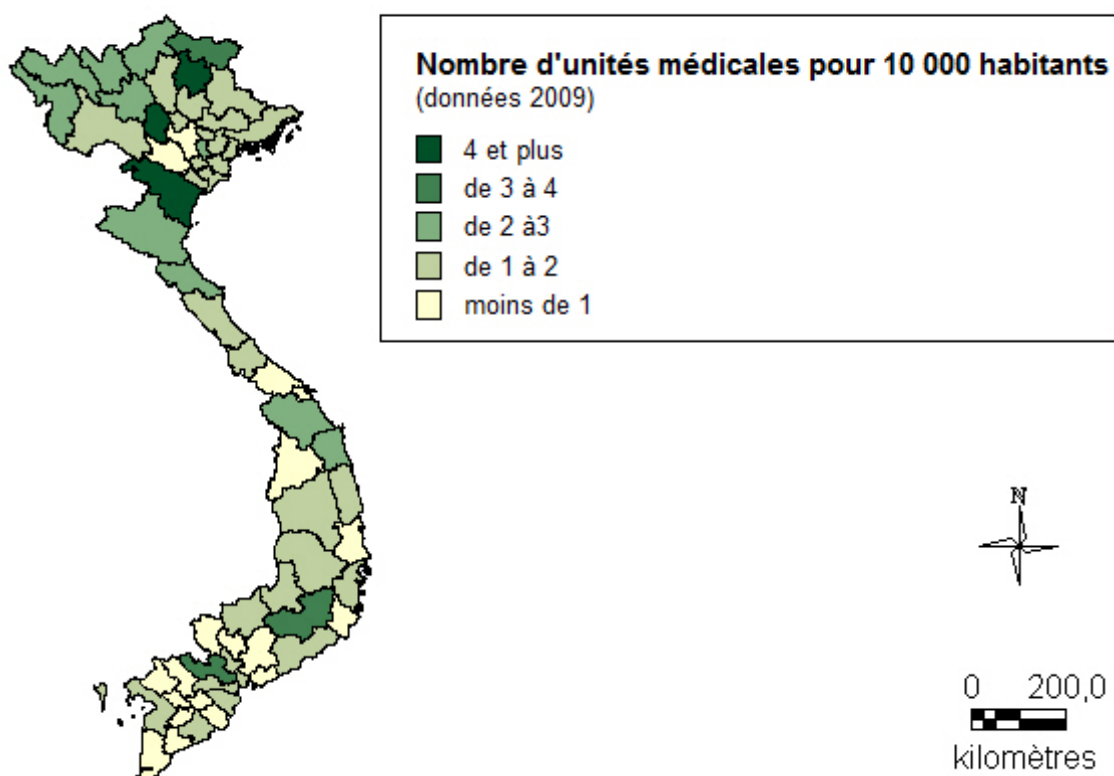 Nombre d'unités médicales pour 10 000 habitants
(données 2009)
4 et plus
de 3 à 4
de 2 à3
de 1 à 2
moins de 1
N
0 200,0
kilomètres